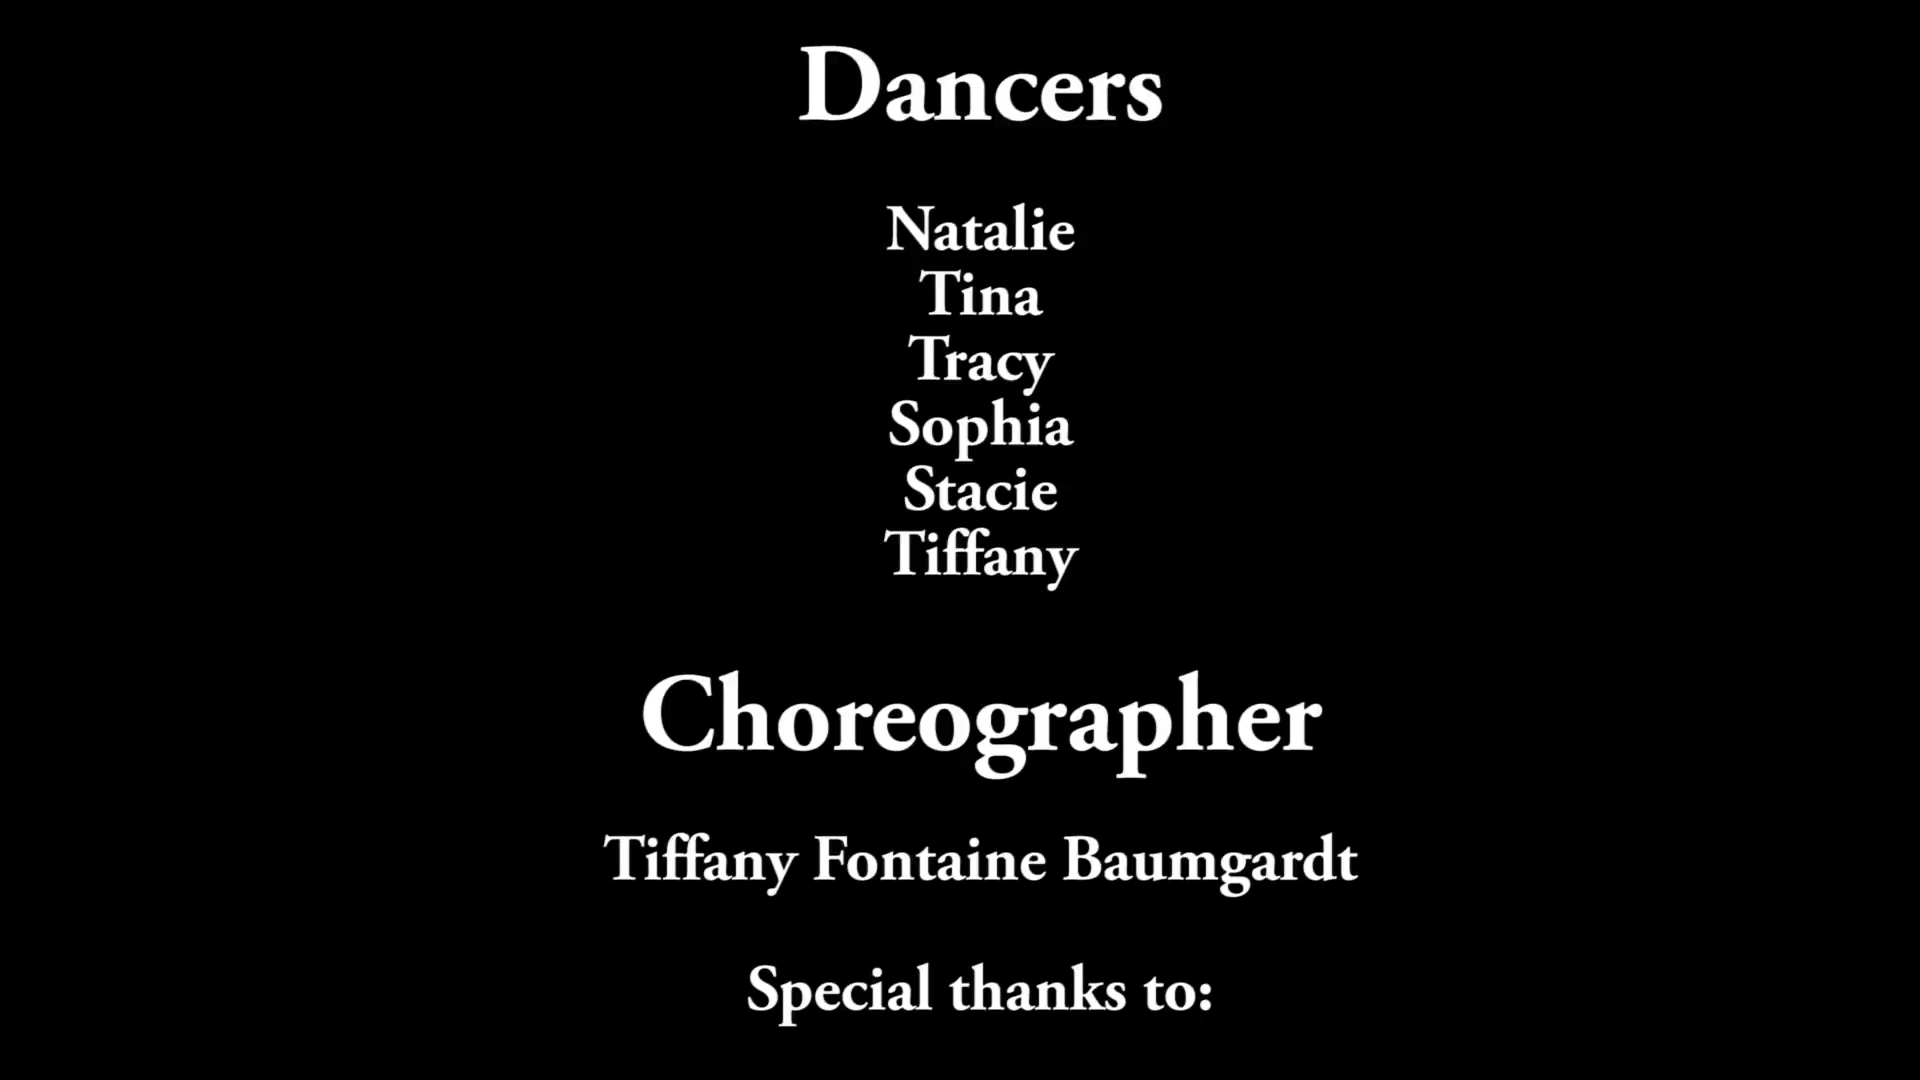 Dancers
Natalie
Tina
Tracy
Sophia
Stacie
Tiffany
Choreographer
Tiffany Fontaine Baumgardt
Special thanks to: